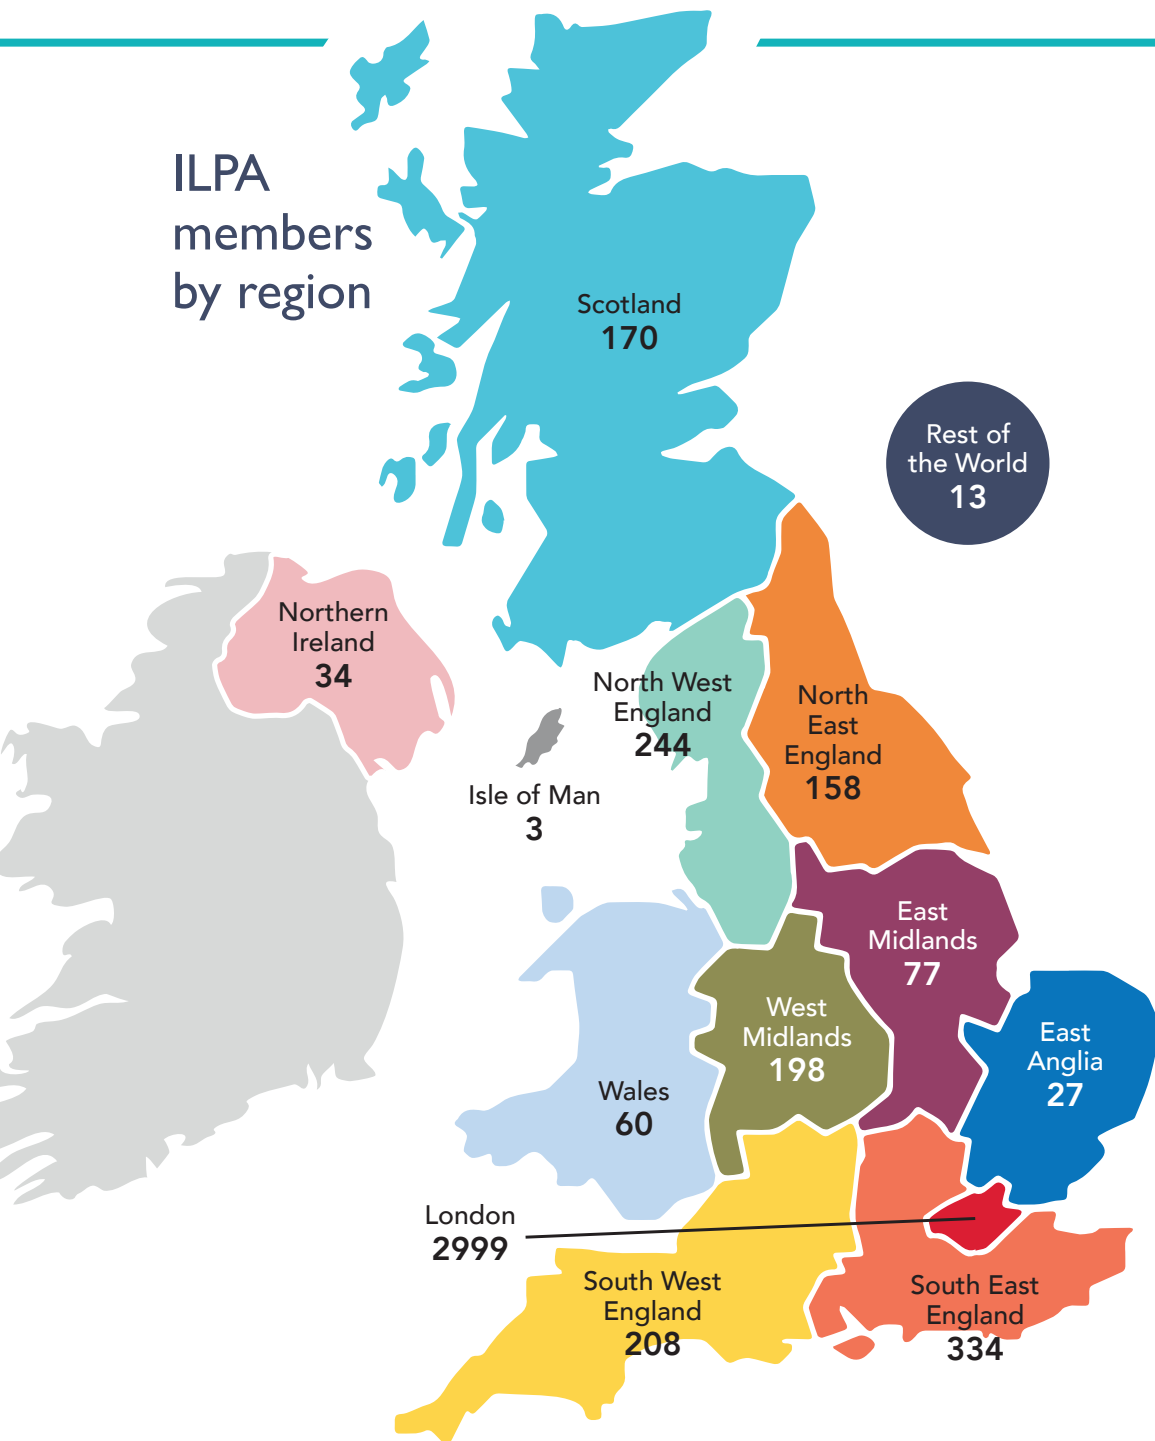 ILPA
members
by region
Scotland
170
Rest of
the World
13
Northern
Ireland
34
North West
England
244
North
East
England
158
Isle of Man
3
East
Midlands
77
West
Midlands
198
East
Anglia
27
Wales
60
London
2999
South West
England
208
South East
England
334